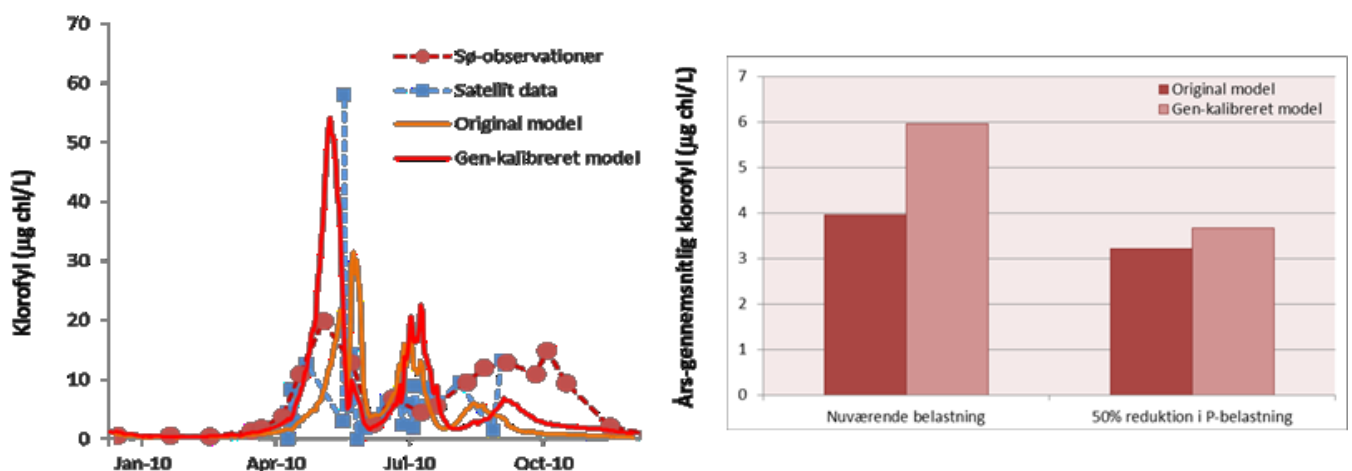 Klorofyl (µg chl/L)
70
60
50
40
30
20
10
0
Jan-10
Apr-10
Jul-10
Oct-10
Sø-observationer
Satellit data
Original model
Gen-kalibreret model
Års-gennemsnitlig klorofyl (µg chl/L)
7
6
5
4
3
2
1
0
Original model
Gen-kalibreret model
Nuværende belastning
50% reduktion i P-belastning